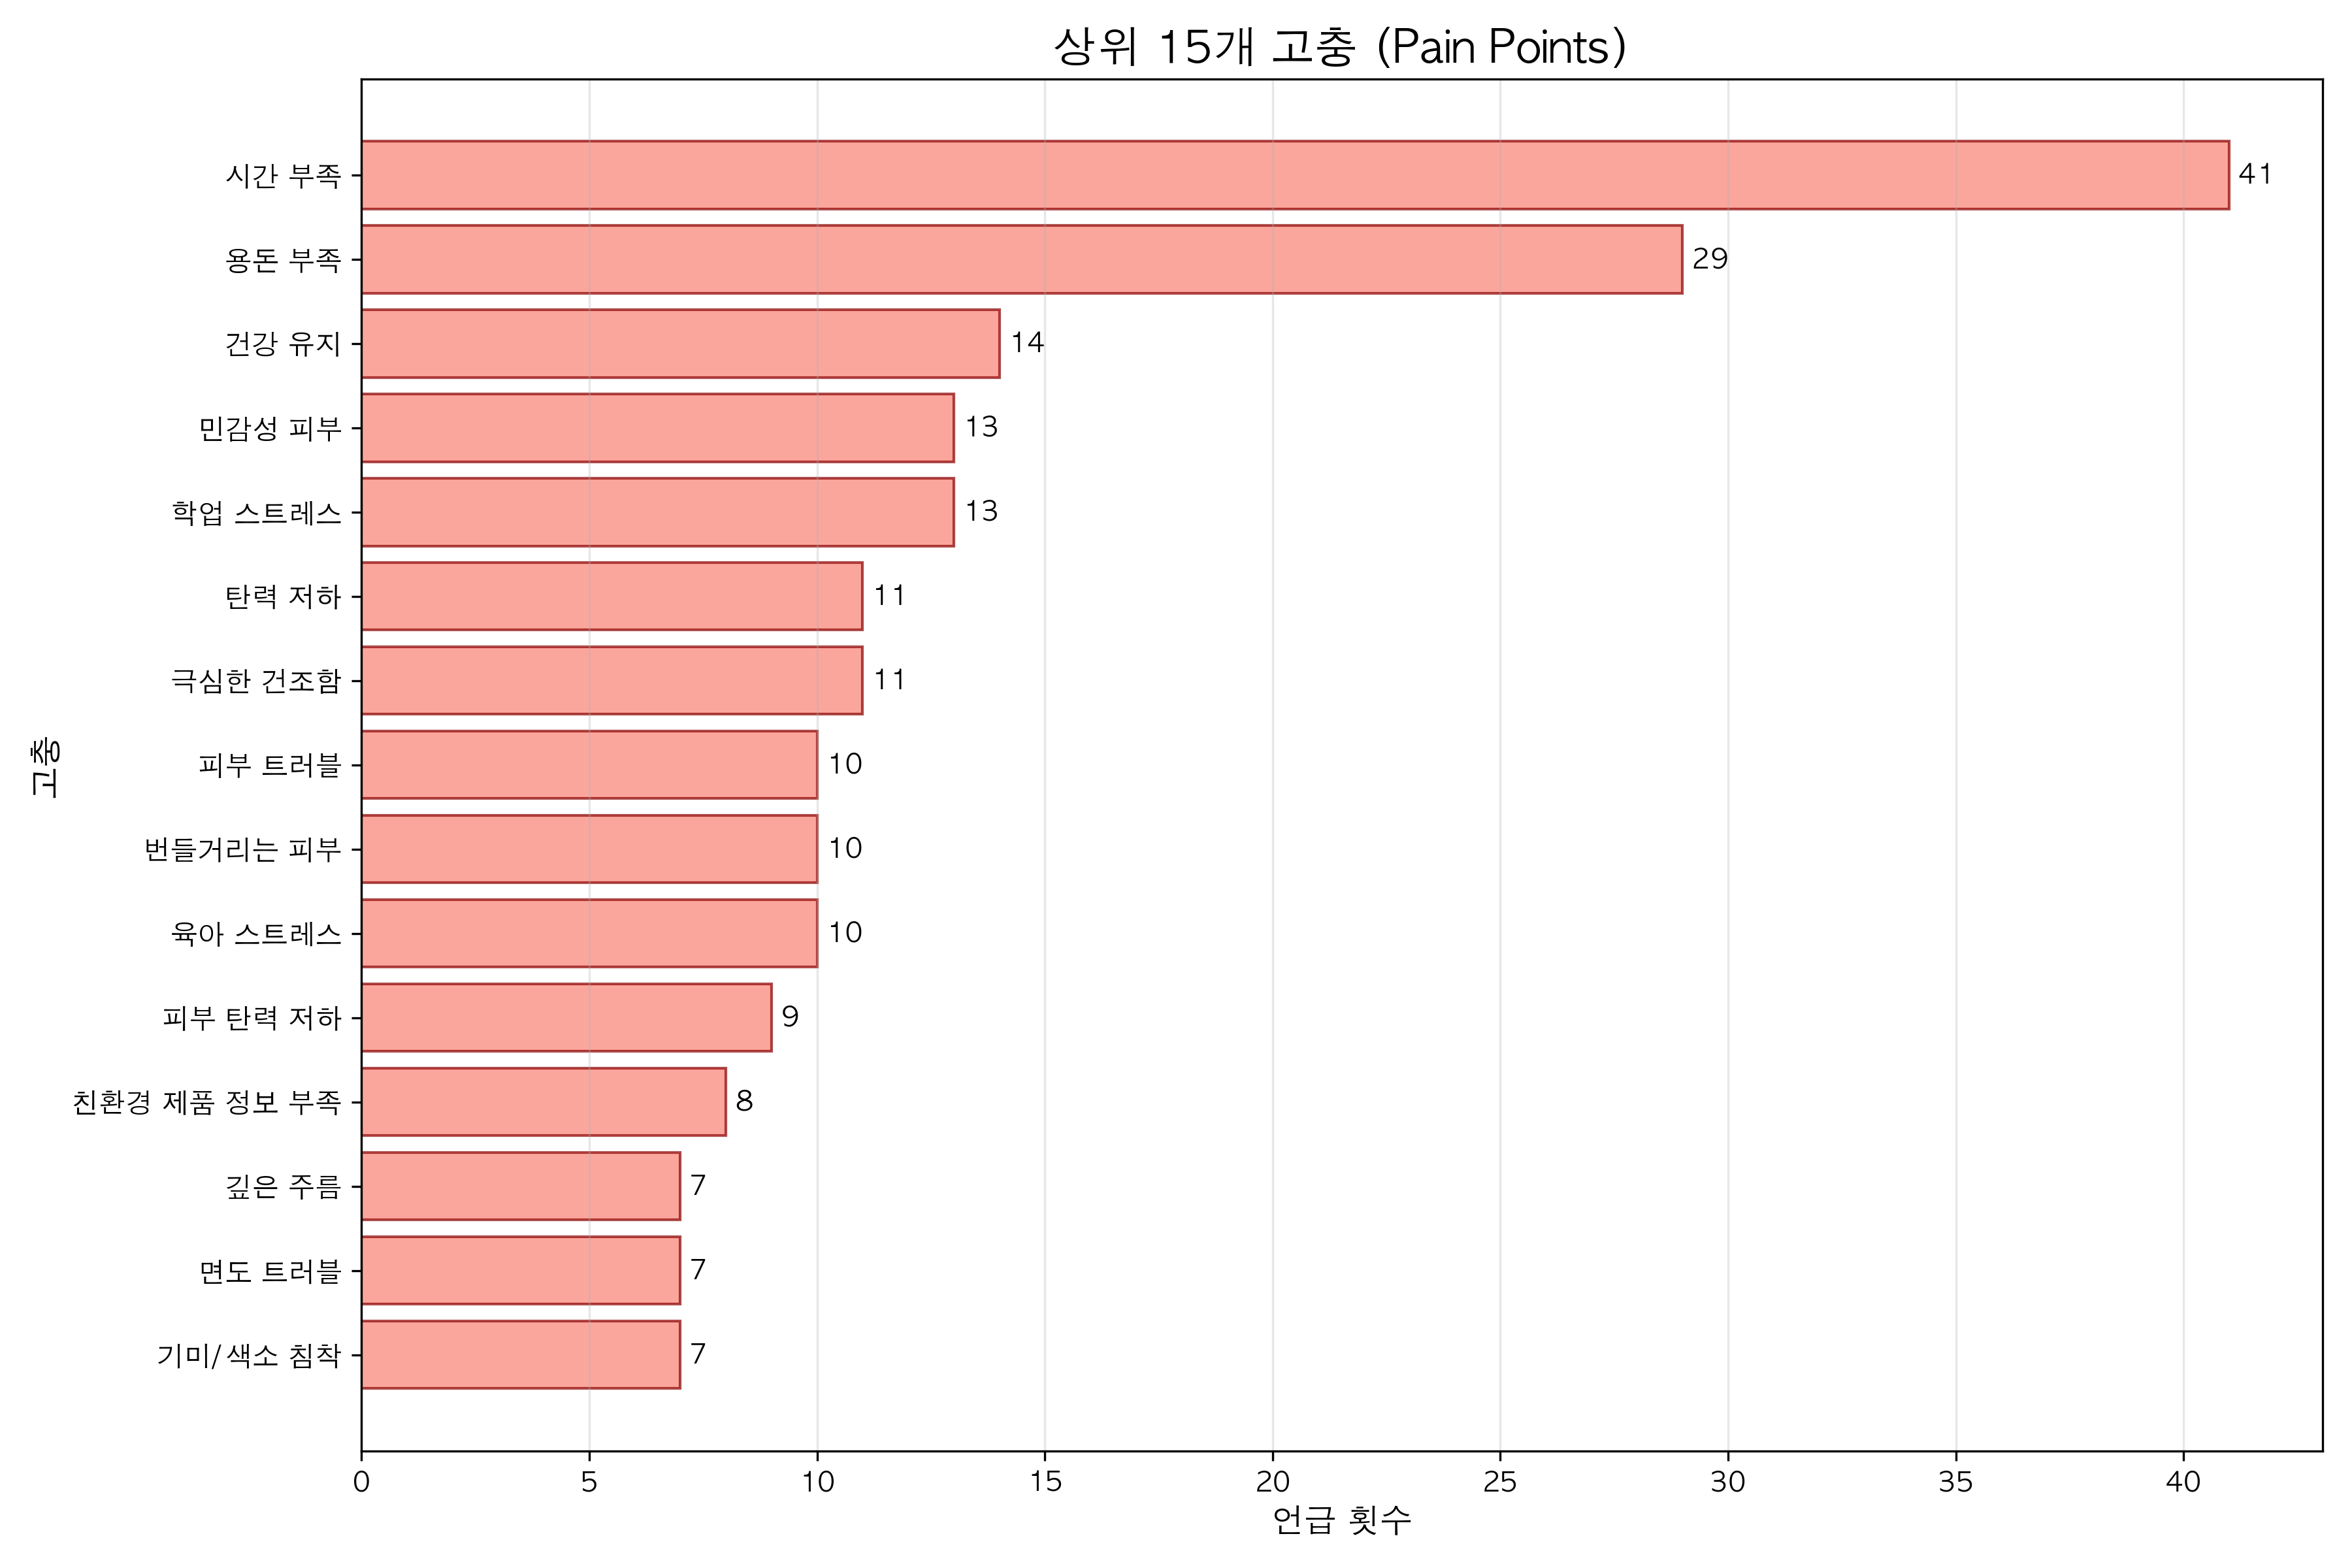 상위 15개 고충 (Pain Points)
시간 부족 41
용돈 부족 29
건강 유지 14
민감성 피부 13
학업 스트레스 13
탄력 저하 11
극심한 건조함 11
피부 트러블 10
번들거리는 피부 10
육아 스트레스 10
피부 탄력 저하 9
친환경 제품 정보 부족 8
깊은 주름 7
면도 트러블 7
기미/색소 침착 7
고충
0 5 10 15 20 25 30 35 40
언급 횟수